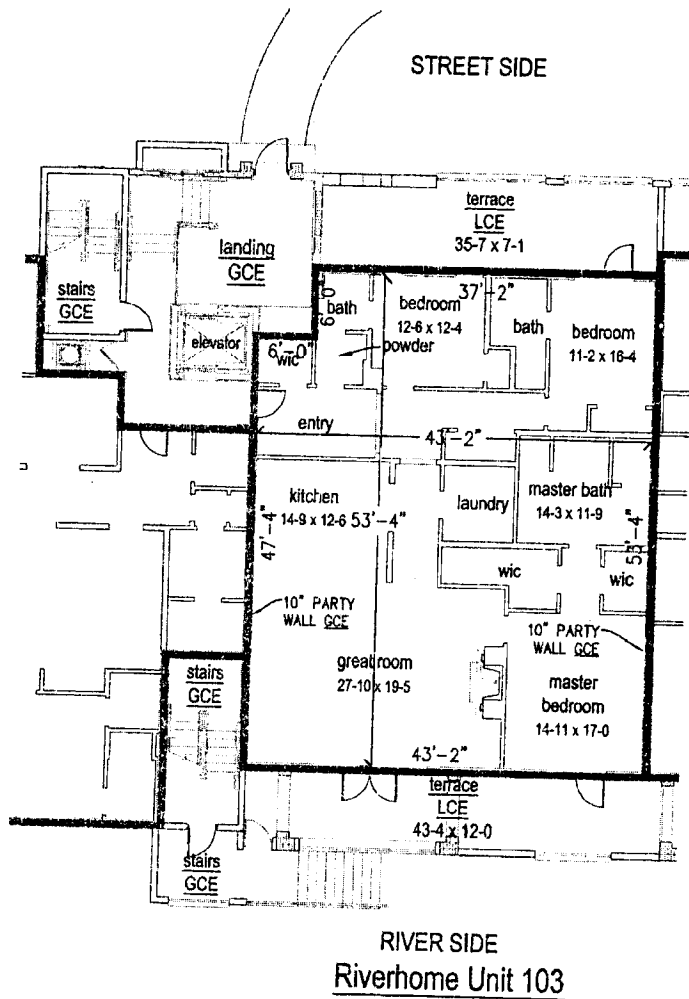 STREET SIDE
terrace
LCE
35-7 x 7-1
landing
GCE
stairs
GCE
elevator
bath
6'-0"
bedroom
12-6 x 12-4
37'-2"
bath
bedroom
11-2 x 16-4
powder
6'-0"
wic
entry
43'-2"
kitchen
14-9 x 12-6
53'-4"
47'-4"
laundry
master bath
14-3 x 11-9
53'-4"
wic
wic
10" PARTY
WALL GCE
10" PARTY
WALL GCE
stairs
GCE
greatroom
27-10 x 19-5
master
bedroom
14-11 x 17-0
43'-2"
terrace
LCE
43-4 x 12-0
stairs
GCE
RIVER SIDE
Riverhome Unit 103